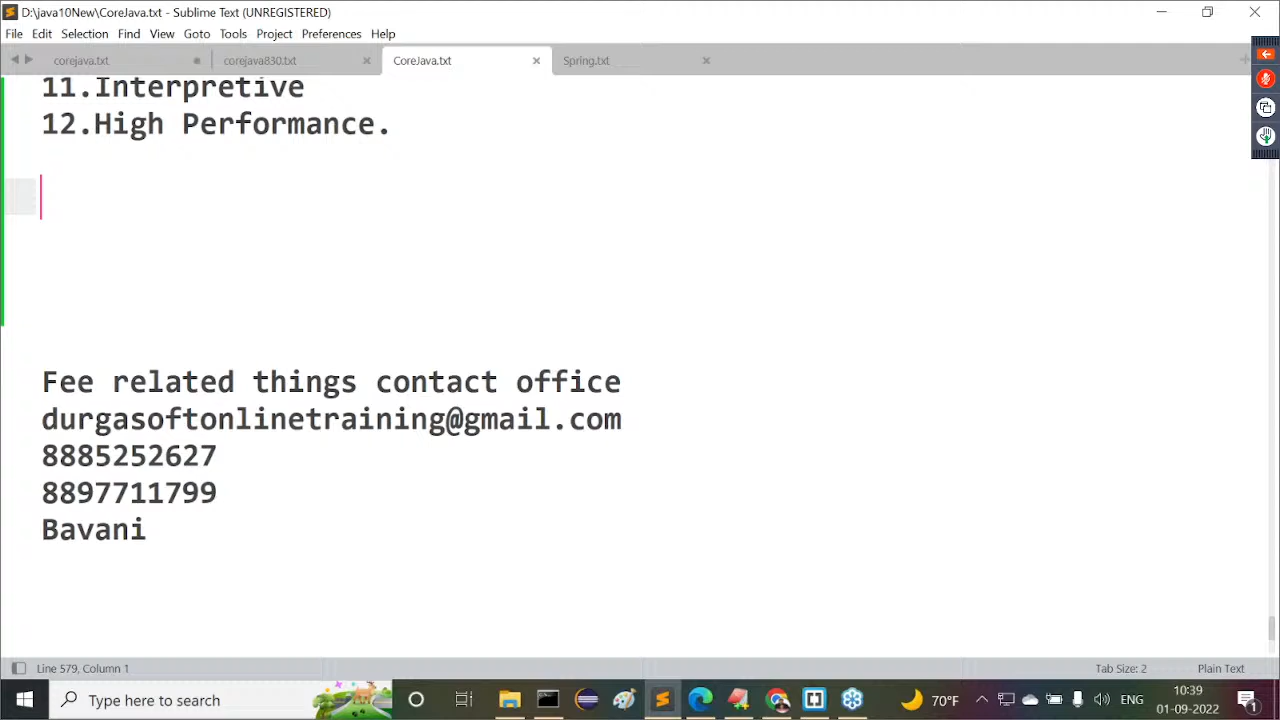 D:\java10New\CoreJava.txt - Sublime Text (UNREGISTERED)
File Edit Selection Find View Goto Tools Project Preferences Help
corejava.txt corejava830.txt CoreJava.txt Spring.txt
11.Interpretive
12.High Performance.
Fee related things contact office
durgasoftonlinetraining@gmail.com
8885252627
8897711799
Bavani
Line 579, Column 1 Tab Size: 2 Plain Text
Type here to search 70°F ENG 10:39
01-09-2022 1